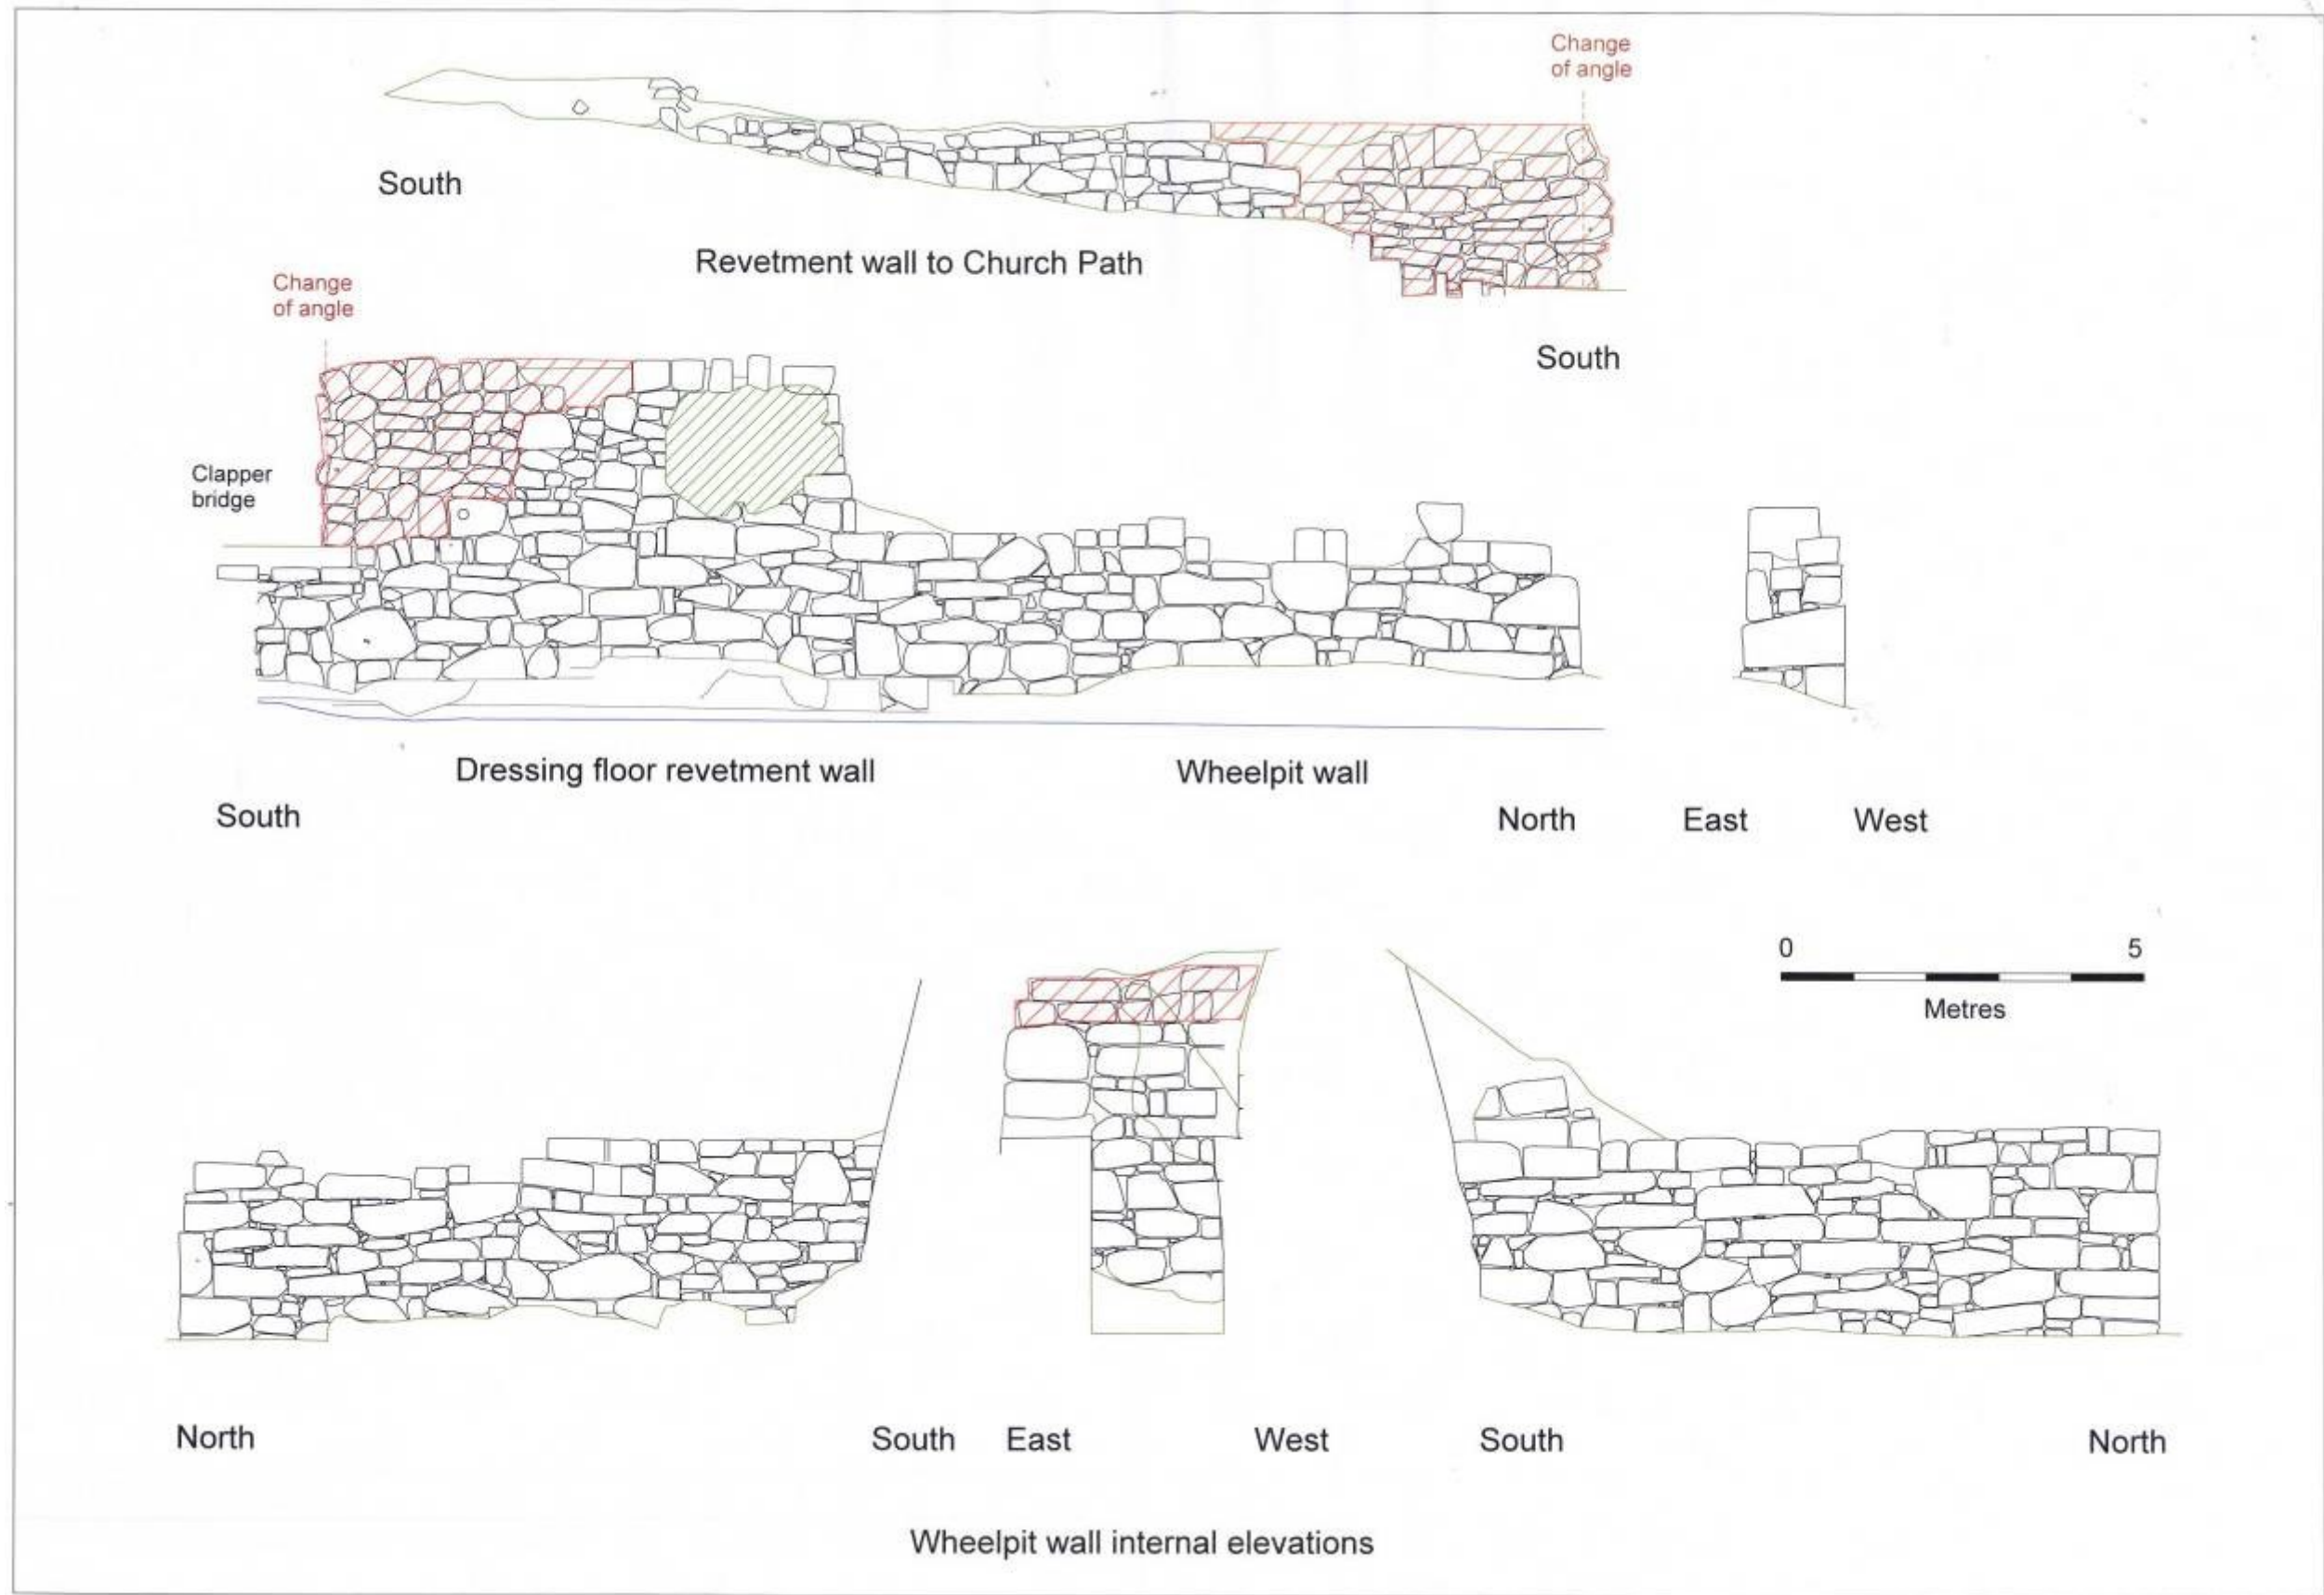 Change
of angle
South
Revetment wall to Church Path
Change
of angle
South
Clapper
bridge
Dressing floor revetment wall
Wheelpit wall
South
North
East
West
0
5
Metres
North
South
East
West
South
North
Wheelpit wall internal elevations